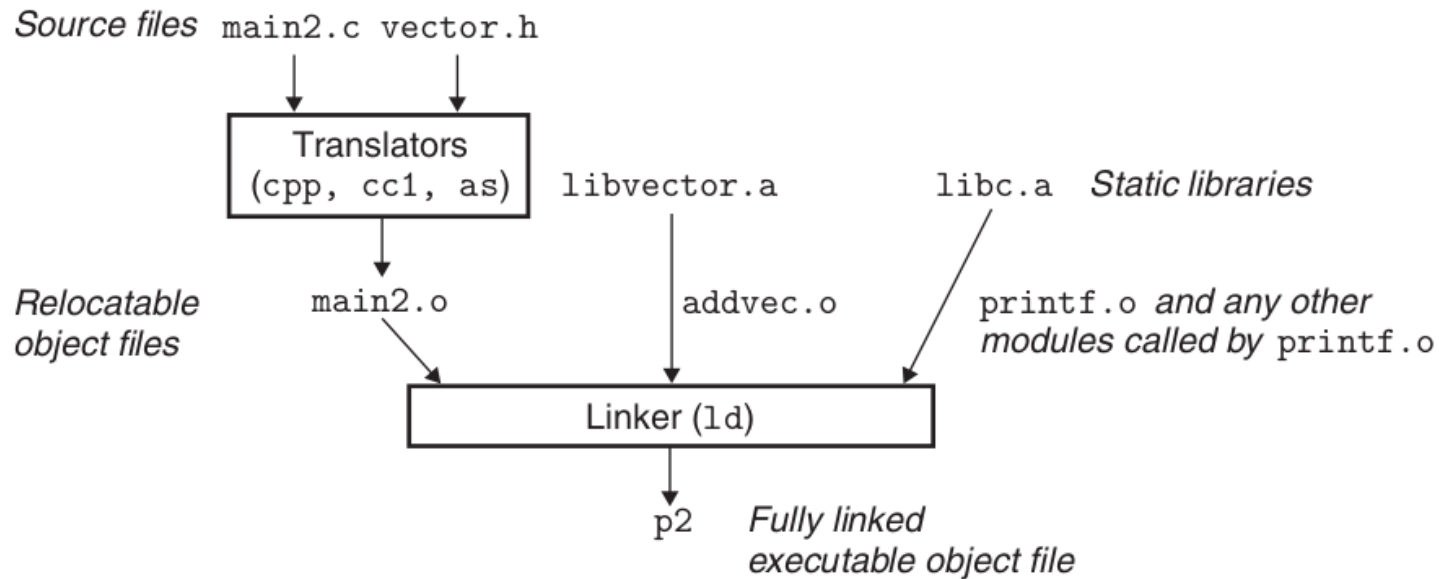 Source files main2.c vector.h
Translators
(cpp, cc1, as)
libvector.a
libc.a Static libraries
Relocatable
object files
main2.o
addvec.o
printf.o and any other
modules called by printf.o
Linker (ld)
p2
Fully linked
executable object file